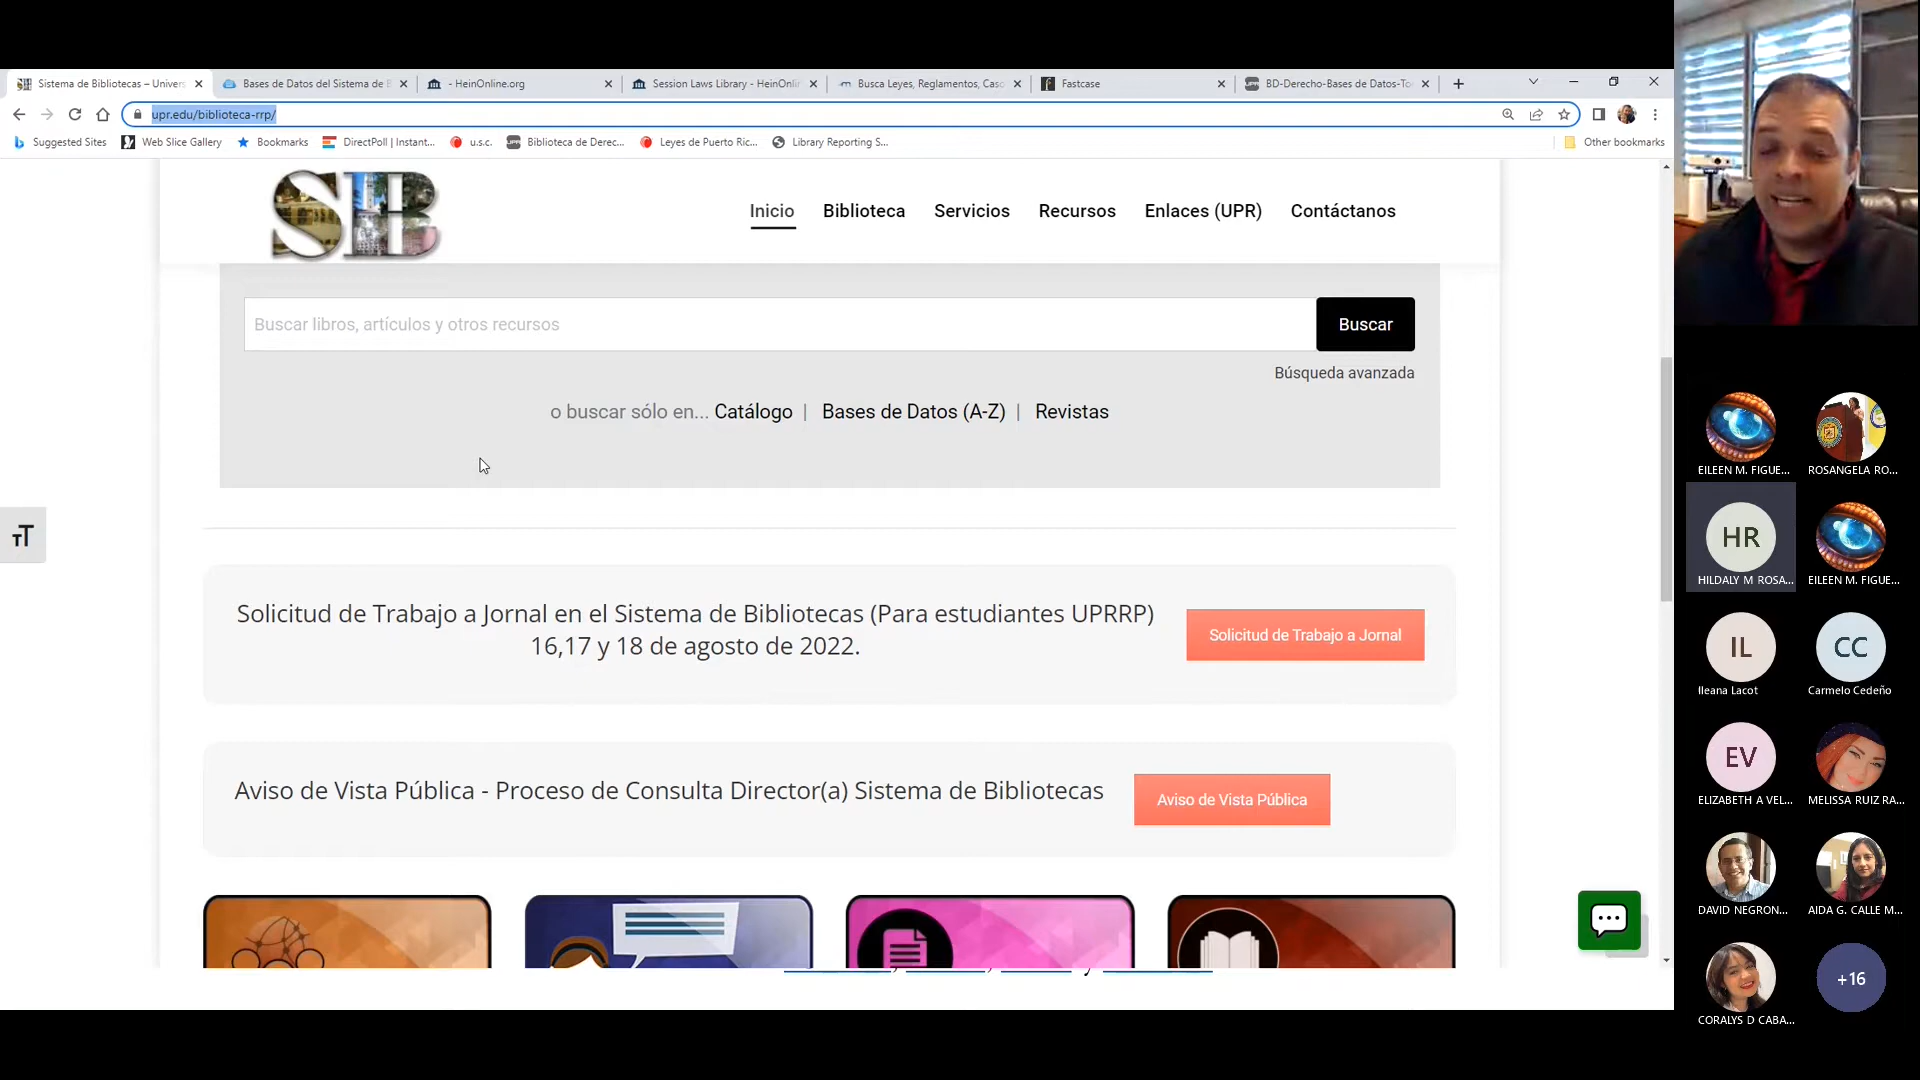 Sistema de Bibliotecas – Univers
Bases de Datos del Sistema de B
- HeinOnline.org
Session Laws Library - HeinOnlin
Busca Leyes, Reglamentos, Caso
Fastcase
BD-Derecho-Bases de Datos-To
upr.edu/biblioteca-rrp/
Suggested Sites
Web Slice Gallery
Bookmarks
DirectPoll | Instant...
u.s.c.
Biblioteca de Derec...
Leyes de Puerto Ric...
Library Reporting S...
Other bookmarks
SB
Inicio
Biblioteca
Servicios
Recursos
Enlaces (UPR)
Contáctanos
Buscar libros, artículos y otros recursos
Buscar
Búsqueda avanzada
o buscar sólo en... Catálogo | Bases de Datos (A-Z) | Revistas
TT
Solicitud de Trabajo a Jornal en el Sistema de Bibliotecas (Para estudiantes UPRRP)
16,17 y 18 de agosto de 2022.
Solicitud de Trabajo a Jornal
Aviso de Vista Pública - Proceso de Consulta Director(a) Sistema de Bibliotecas
Aviso de Vista Pública
EILEEN M. FIGUE...
ROSANGELA RO...
HR
HILDALY M ROSA...
EILEEN M. FIGUE...
IL
Ileana Lacot
CC
Carmelo Cedeño
EV
ELIZABETH A VEL...
MELISSA RUIZ RA...
DAVID NEGRON...
AIDA G. CALLE M...
CORALYS D CABA...
+16